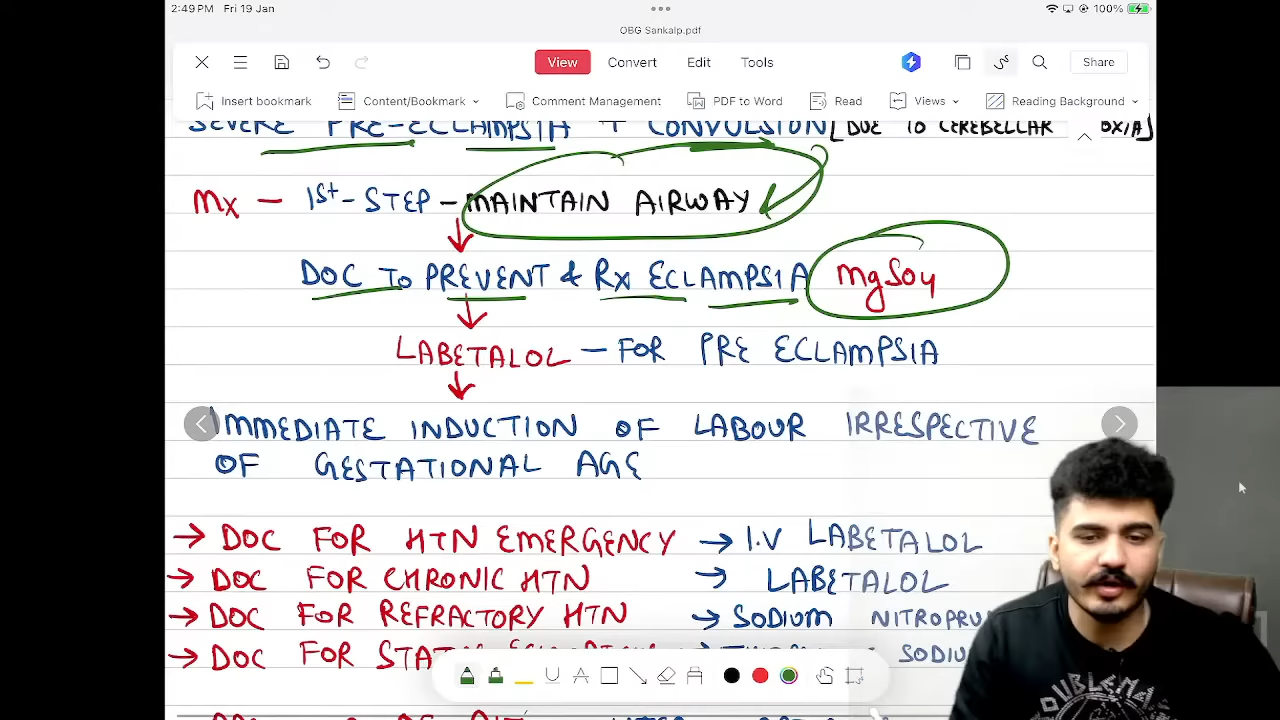 2:49 PM Fri 19 Jan
100%
OBG Sankalp.pdf
View Convert Edit Tools Share
Insert bookmark Content/Bookmark Comment Management PDF to Word Read Views Reading Background
SEVERE PRE-ECLAMPSIA + CONVULSION [DUE TO CEREBELLAR
Mx — 1st-STEP - MAINTAIN AIRWAY
DOC TO PREVENT & Rx ECLAMPSIA MgSO4
LABETALOL — FOR PRE ECLAMPSIA
IMMEDIATE INDUCTION OF LABOUR IRRESPECTIVE
OF GESTATIONAL AGE
→ DOC FOR HTN EMERGENCY → I.V LABETALOL
→ DOC FOR CHRONIC HTN → LABETALOL
→ DOC FOR REFRACTORY HTN → SODIUM
→ DOC FOR SODIUM